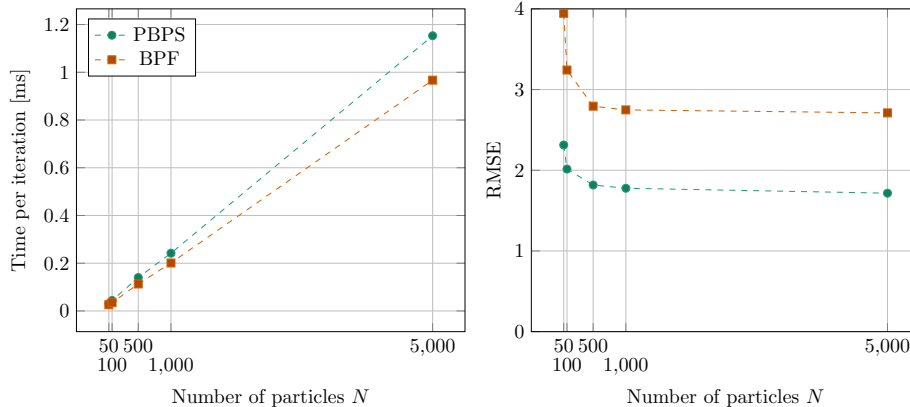 PBPS
BPF
Time per iteration [ms]
1.2
1
0.8
0.6
0.4
0.2
0
50 500 5,000
100 1,000
Number of particles N
RMSE
4
3
2
1
0
50 500 5,000
100 1,000
Number of particles N